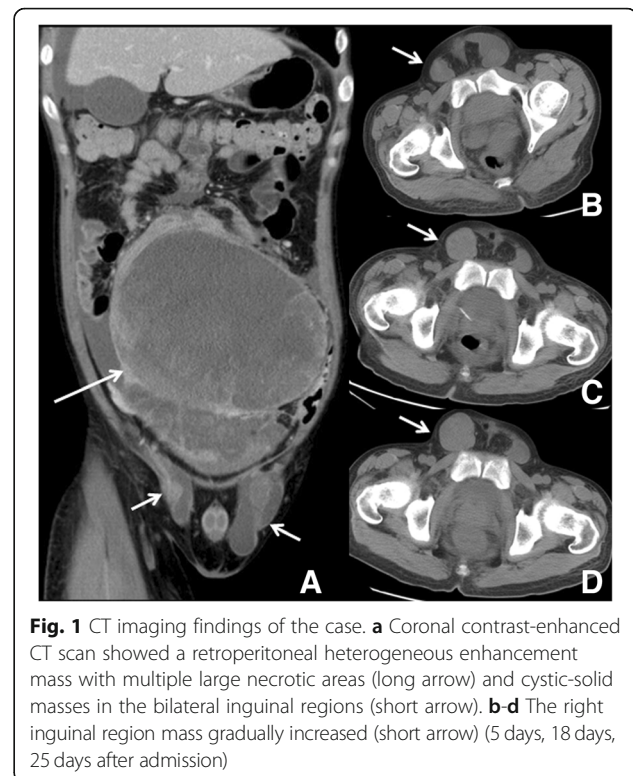 A
B
C
D
Fig. 1 CT imaging findings of the case. a Coronal contrast-enhanced
CT scan showed a retroperitoneal heterogeneous enhancement
mass with multiple large necrotic areas (long arrow) and cystic-solid
masses in the bilateral inguinal regions (short arrow). b-d The right
inguinal region mass gradually increased (short arrow) (5 days, 18 days,
25 days after admission)